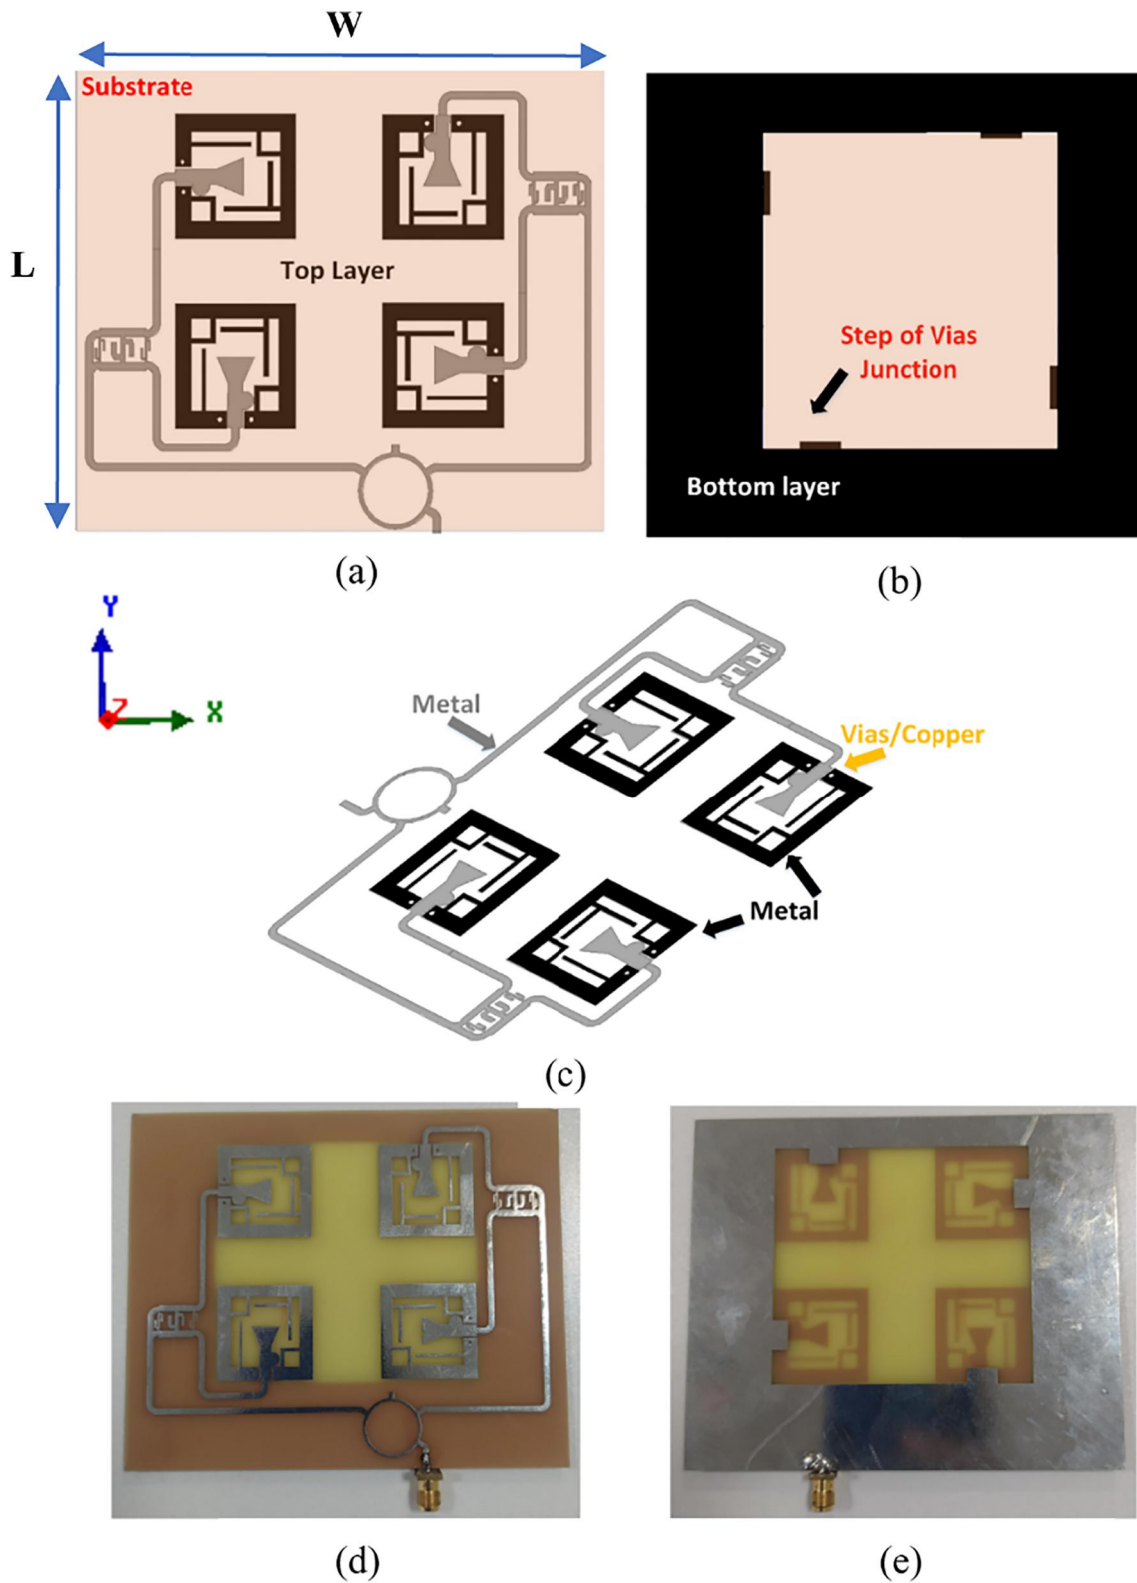 W
Substrate
L
Top Layer
Step of Vias
Junction
Bottom layer
(a)
(b)
Y
Z
X
Metal
Vias/Copper
Metal
(c)
(d)
(e)